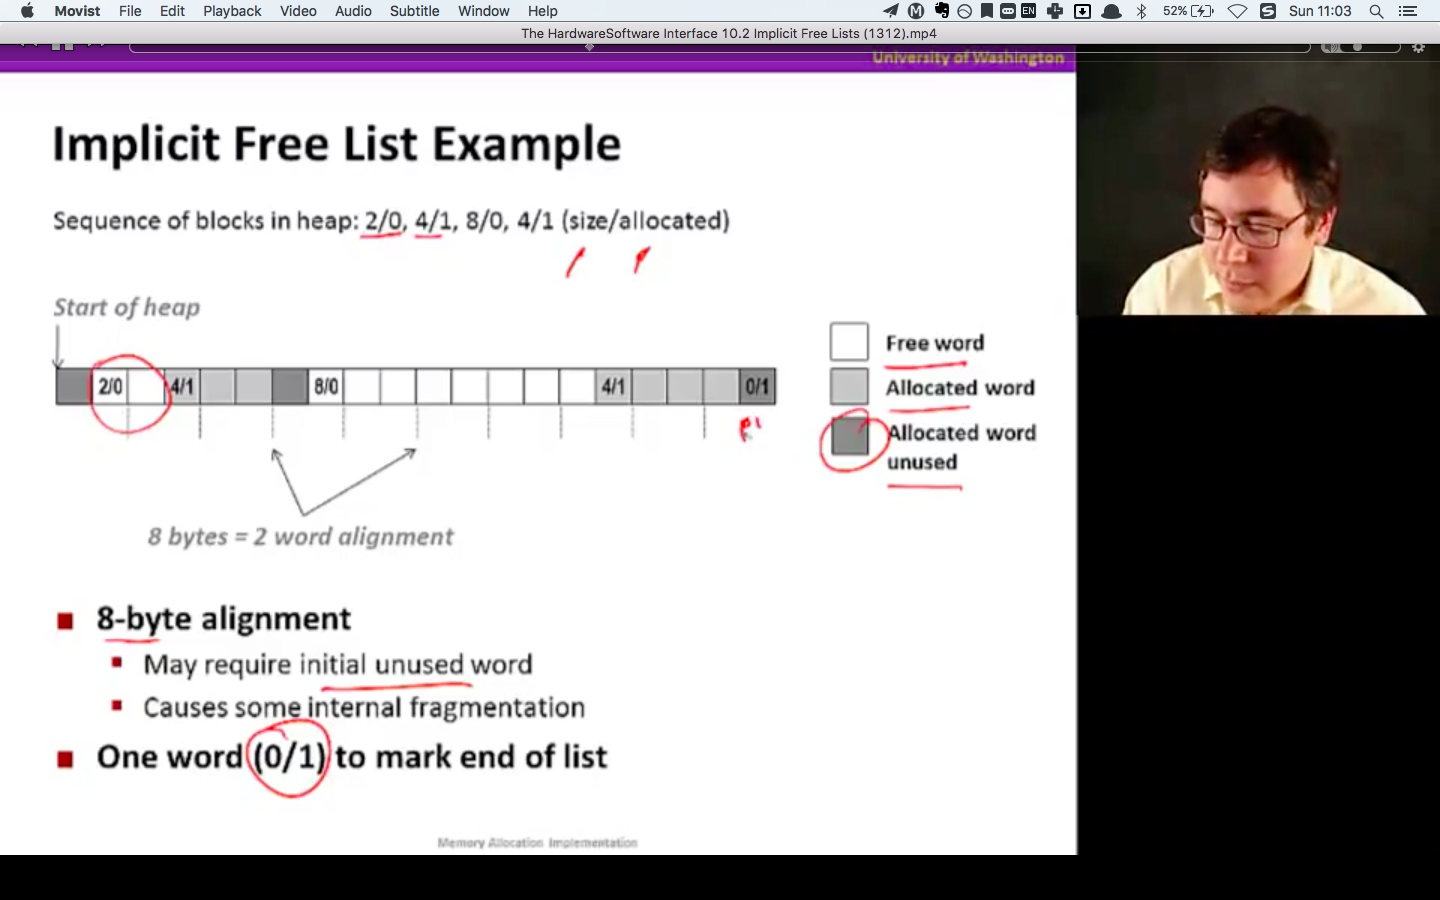 Movist File Edit Playback Video Audio Subtitle Window Help EN 52% Sun 11:03
The HardwareSoftware Interface 10.2 Implicit Free Lists (1312).mp4
University of Washington
Implicit Free List Example
Sequence of blocks in heap: 2/0, 4/1, 8/0, 4/1 (size/allocated)
Start of heap
2/0 4/1 8/0 4/1 0/1
Free word
Allocated word
Allocated word
unused
8 bytes = 2 word alignment
8-byte alignment
May require initial unused word
Causes some internal fragmentation
One word (0/1) to mark end of list
Memory Allocation Implementation